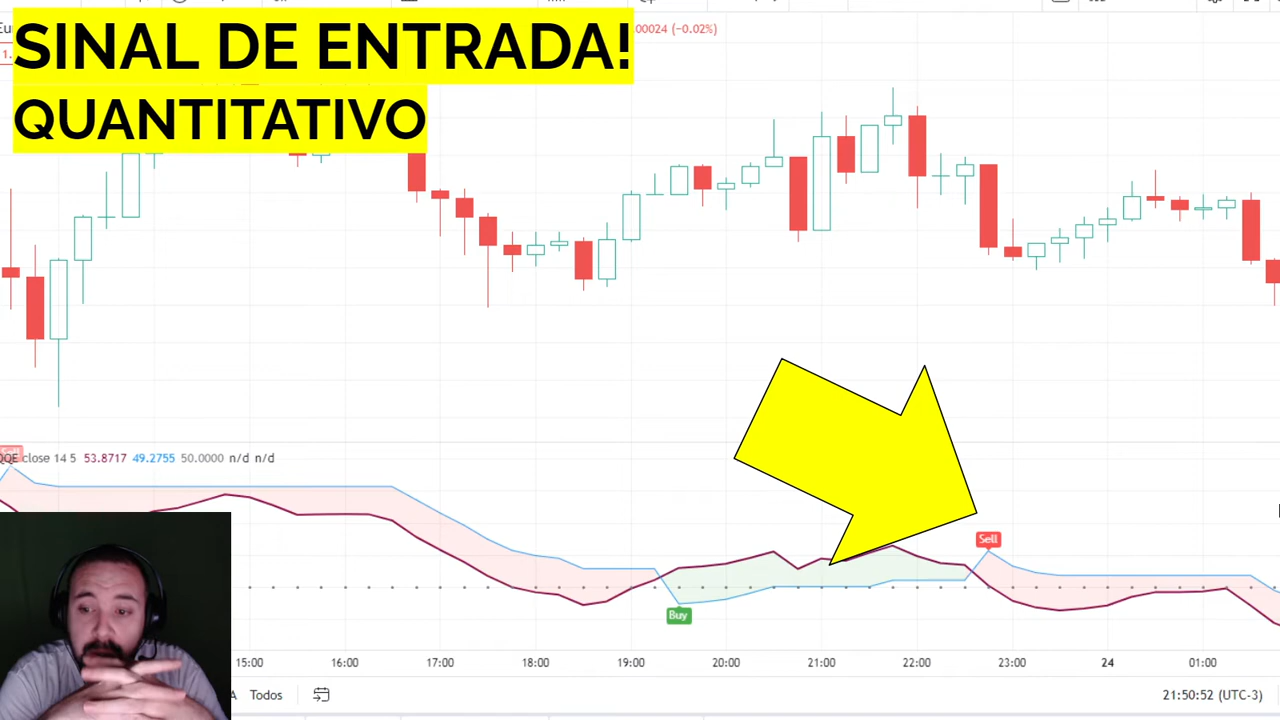 SINAL DE ENTRADA!
.00024 (−0.02%)
QUANTITATIVO
QQE close 14 5 53.8717 49.2755 50.0000 n/d n/d
Sell
Buy
15:00 16:00 17:00 18:00 19:00 20:00 21:00 22:00 23:00 24 01:00
A Todos 21:50:52 (UTC-3)